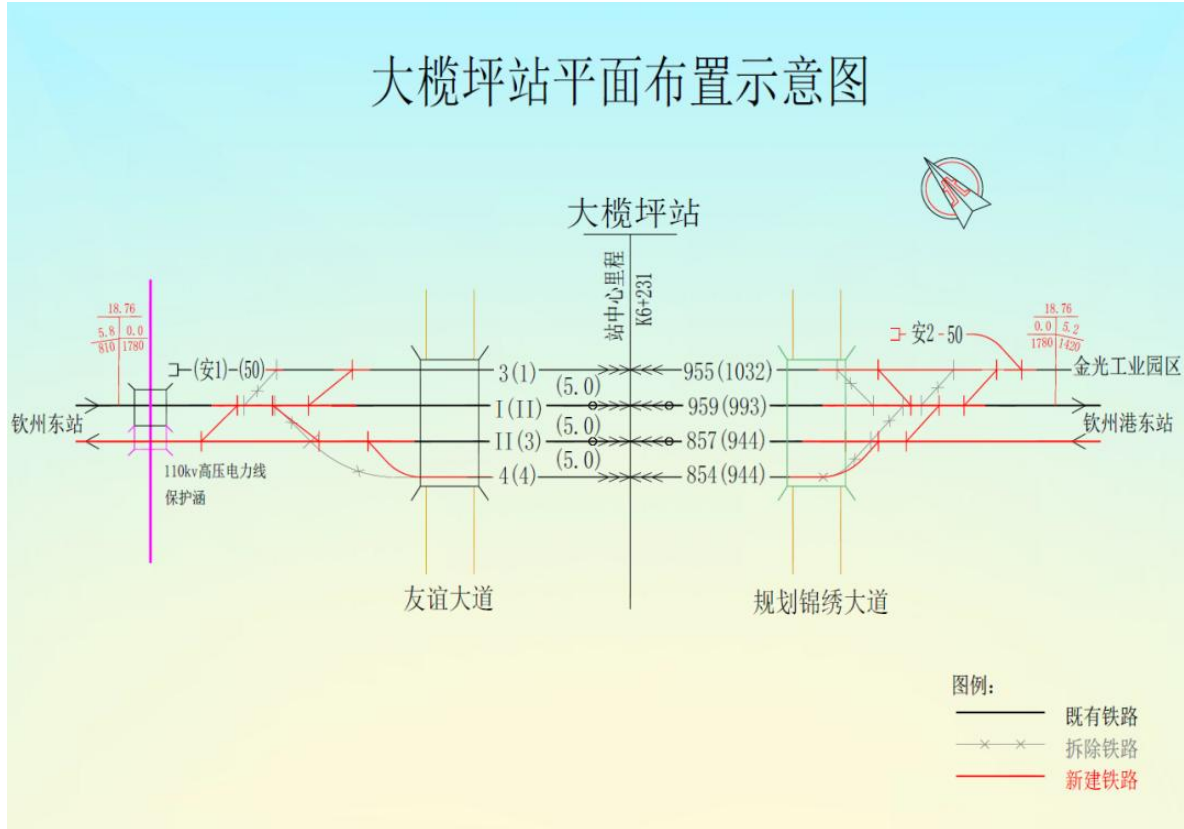 大榄坪站平面布置示意图
大榄坪站
站中心里程
K6+231
18.76
5.8 0.0
810 1780
(安1)-(50)
3(1)
(5.0)
955(1032)
安2-50
18.76
0.0 5.2
1780 1420
金光工业园区
钦州东站
I(II)
(5.0)
959(993)
钦州港东站
II(3)
(5.0)
857(944)
110kv高压电力线
保护涵
4(4)
854(944)
友谊大道
规划锦绣大道
图例:
既有铁路
拆除铁路
新建铁路